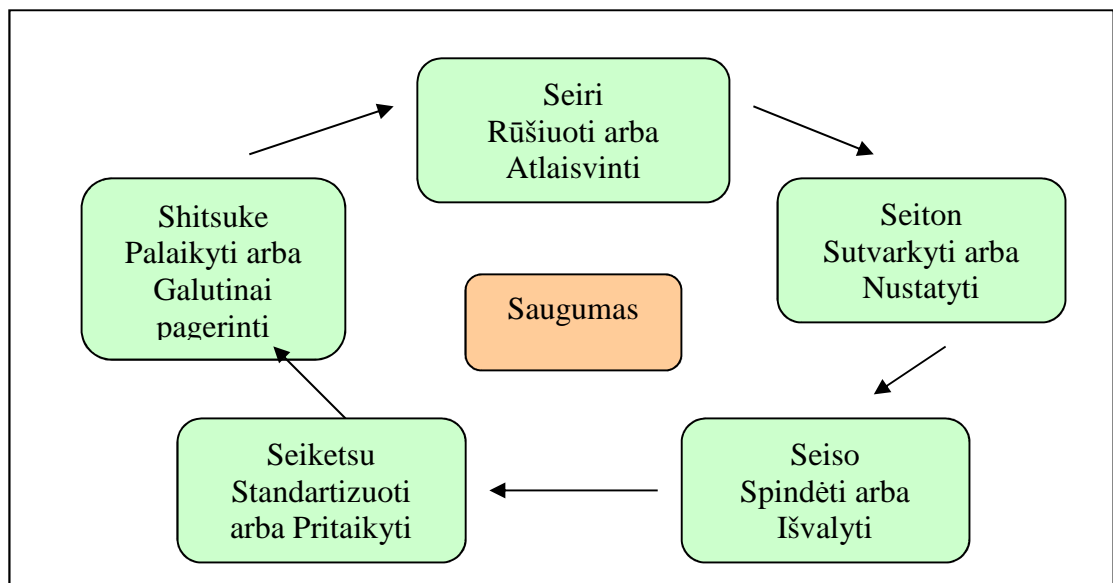 Seiri
Rūšiuoti arba
Atlaisvinti
Seiton
Sutvarkyti arba
Nustatyti
Seiso
Spindėti arba
Išvalyti
Seiketsu
Standartizuoti
arba Pritaikyti
Shitsuke
Palaikyti arba
Galutinai
pagerinti
Saugumas